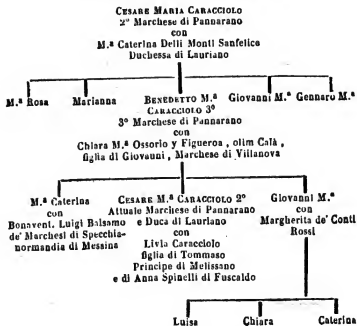 CESARE MARIA CARACCIOLO
2º Marchese di Pannarano
con
M.ª Caterina Delli Monti Sanfelice
Duchessa di Lauriano
M.ª Rosa Marianna BENEDETTO M.ª Giovanni M.ª Gennaro M.ª
CARACCIOLO 3º
3º Marchese di Pannarano
con
Chiara M.ª Ossorio y Figueroa, olim Calà,
figlia di Giovanni, Marchese di Villanova
M.ª Caterina
con
Bonavent. Luigi Balsamo
de' Marchesi di Specchia-
normandia di Messina
CESARE M.ª CARACCIOLO 2º
Attuale Marchese di Pannarano
e Duca di Lauriano
con
Livia Caracciolo
figlia di Tommaso
Principe di Melissano
e di Anna Spinelli di Fuscaldo
Giovanni M.ª
con
Margherita de' Conti
Rossi
Luisa Chiara Caterina